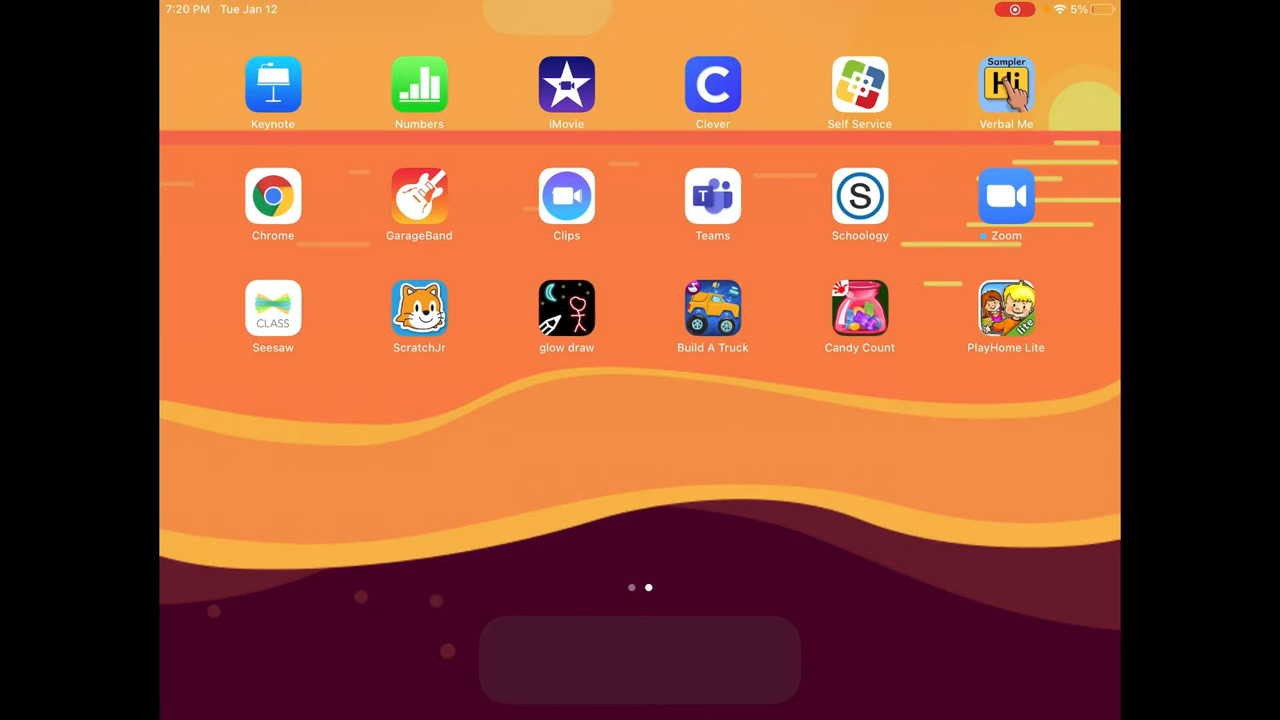 7:20 PM Tue Jan 12 5%
Sampler
Hi
Keynote Numbers iMovie Clever Self Service Verbal Me
Chrome GarageBand Clips Teams Schoology Zoom
CLASS
Seesaw ScratchJr glow draw Build A Truck Candy Count PlayHome Lite